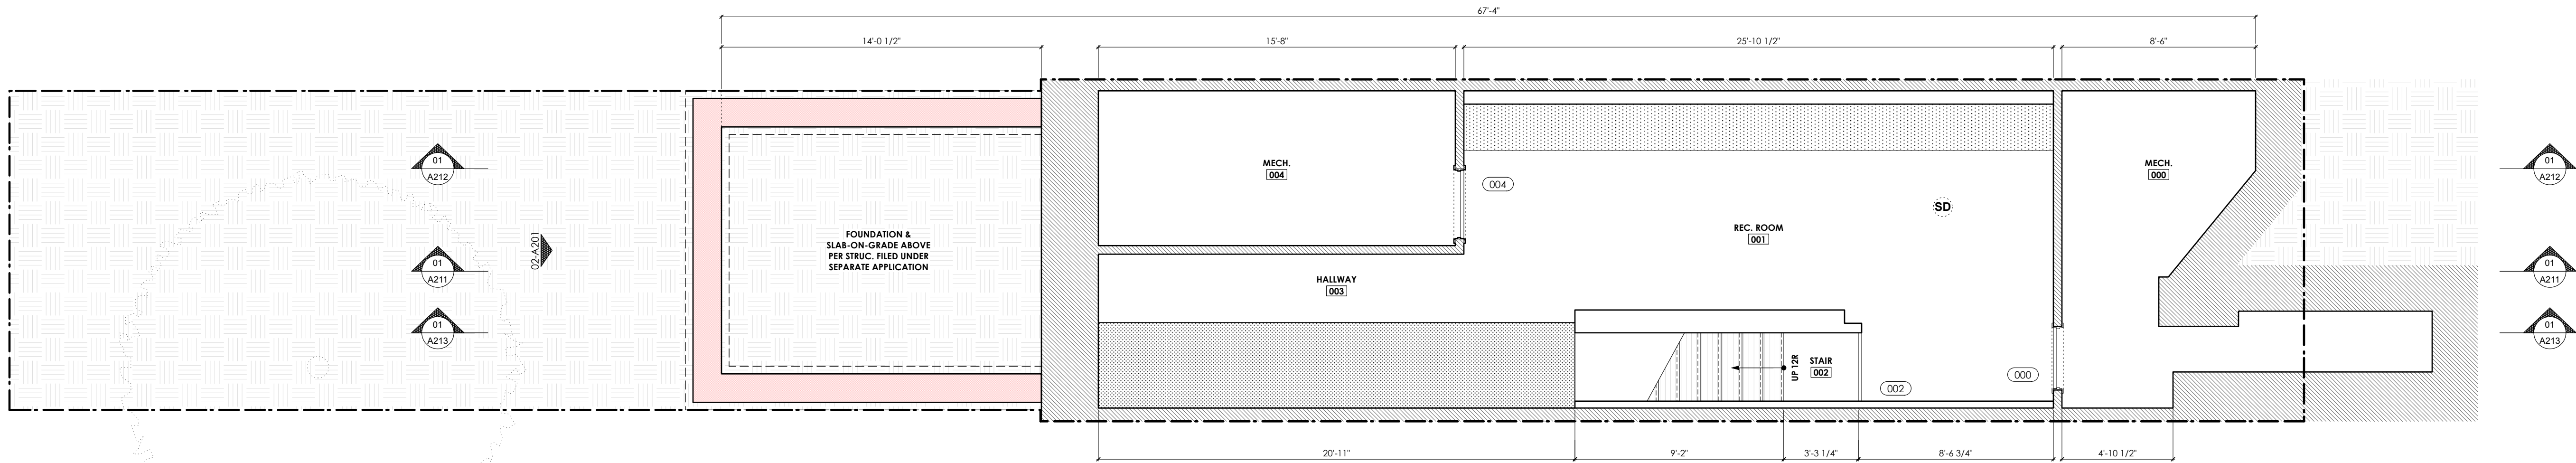 67'-4"
14'-0 1/2"
15'-8"
25'-10 1/2"
8'-6"
01
A212
01
A212
MECH.
004
004
MECH.
000
SD
REC. ROOM
001
FOUNDATION &
SLAB-ON-GRADE ABOVE
PER STRUC. FILED UNDER
SEPARATE APPLICATION
02-A201
01
A211
01
A211
HALLWAY
003
01
A213
01
A213
UP 12R
STAIR
002
002
000
20'-11"
9'-2"
3'-3 1/4"
8'-6 3/4"
4'-10 1/2"